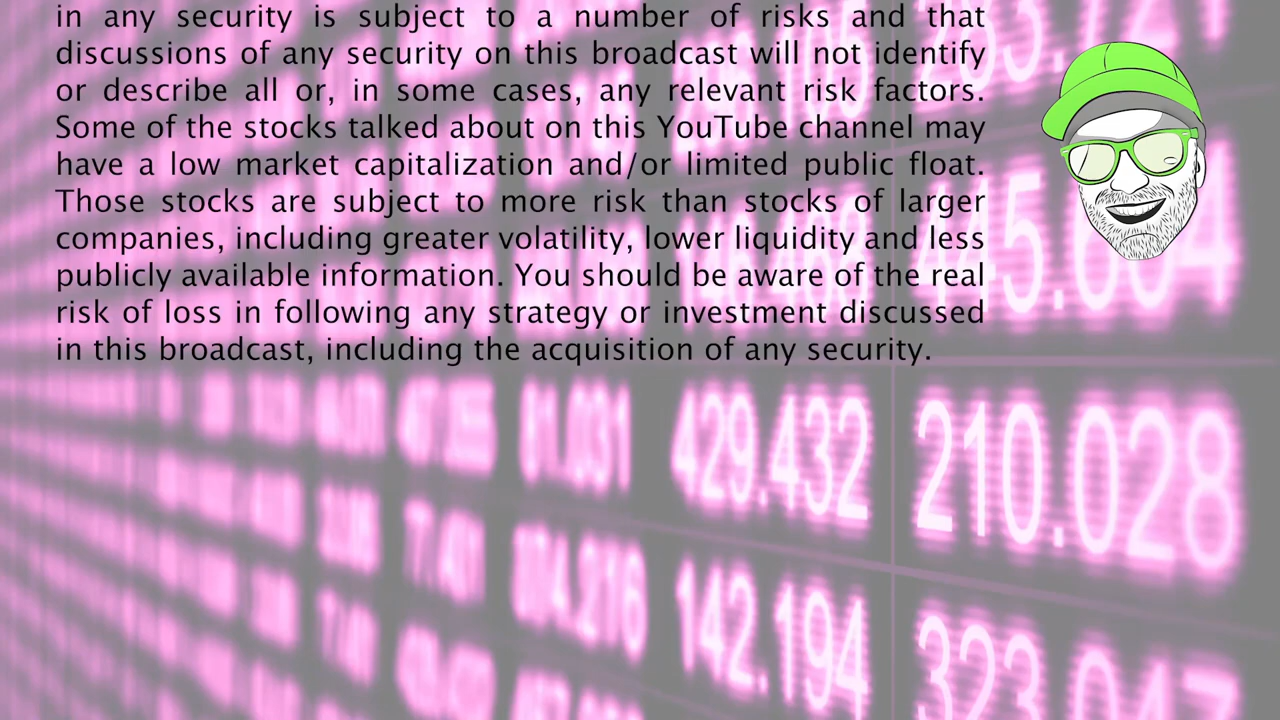 in any security is subject to a number of risks and that
discussions of any security on this broadcast will not identify
or describe all or, in some cases, any relevant risk factors.
Some of the stocks talked about on this YouTube channel may
have a low market capitalization and/or limited public float.
Those stocks are subject to more risk than stocks of larger
companies, including greater volatility, lower liquidity and less
publicly available information. You should be aware of the real
risk of loss in following any strategy or investment discussed
in this broadcast, including the acquisition of any security.
81.031 429.432 210.028
142.194 323.047